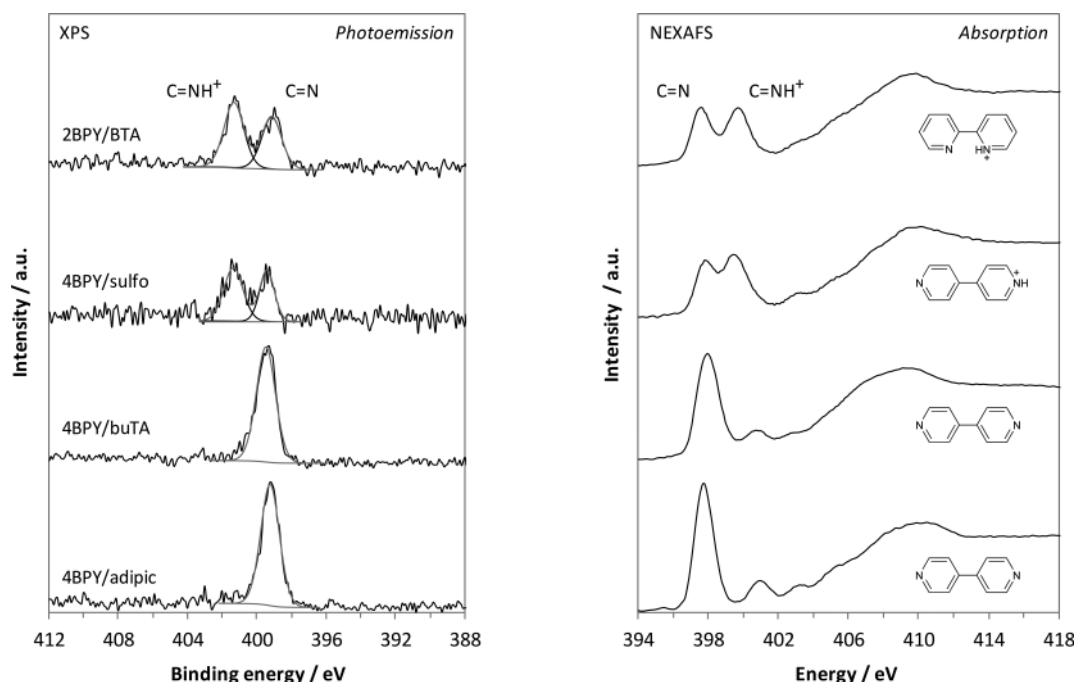 XPS
Photoemission
C=NH+
C=N
2BPY/BTA
4BPY/sulfo
4BPY/buTA
4BPY/adipic
Intensity / a.u.
412 408 404 400 399 396 392 388
Binding energy / eV
NEXAFS
Absorption
C=N
C=NH+
N
HN
+
N
+
NH
N
N
N
N
Intensity / a.u.
394 398 402 406 410 414 418
Energy / eV